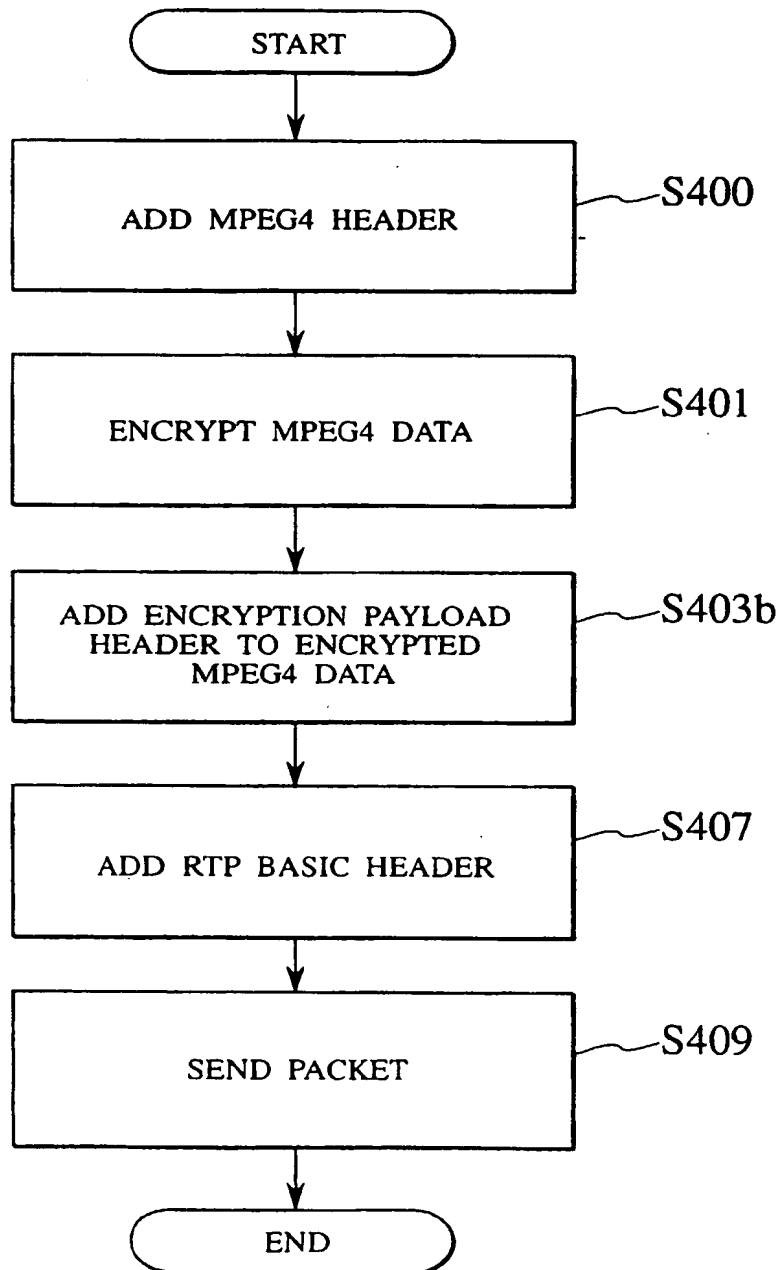 START
ADD MPEG4 HEADER
S400
ENCRYPT MPEG4 DATA
S401
ADD ENCRYPTION PAYLOAD
HEADER TO ENCRYPTED
MPEG4 DATA
S403b
ADD RTP BASIC HEADER
S407
SEND PACKET
S409
END